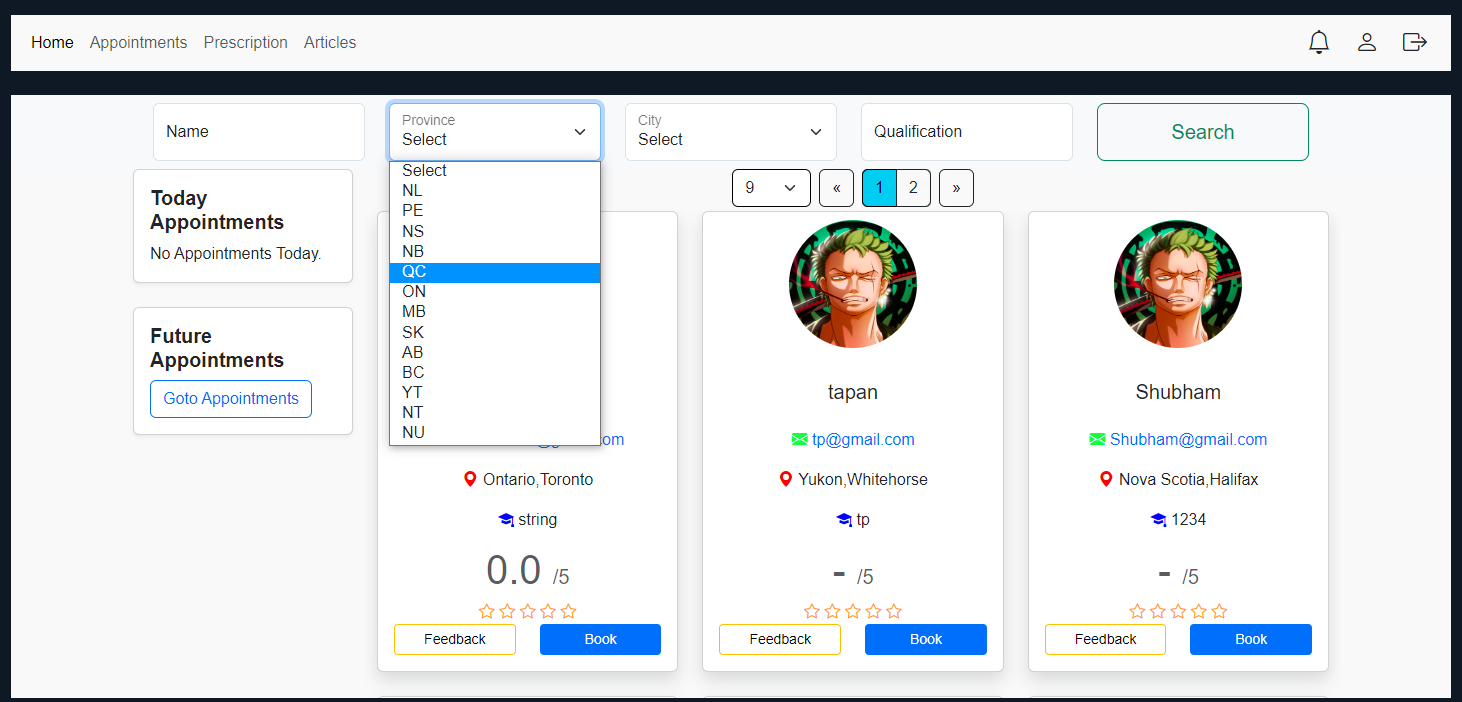 Home Appointments Prescription Articles
Name
Province
Select
City
Select
Qualification
Search
Select
NL
PE
NS
NB
QC
ON
MB
SK
AB
BC
YT
NT
NU
Today
Appointments
No Appointments Today.
Future
Appointments
Goto Appointments
9 « 1 2 »
om
Ontario,Toronto
string
0.0 /5
Feedback Book
tapan
tp@gmail.com
Yukon,Whitehorse
tp
- /5
Feedback Book
Shubham
Shubham@gmail.com
Nova Scotia,Halifax
1234
- /5
Feedback Book